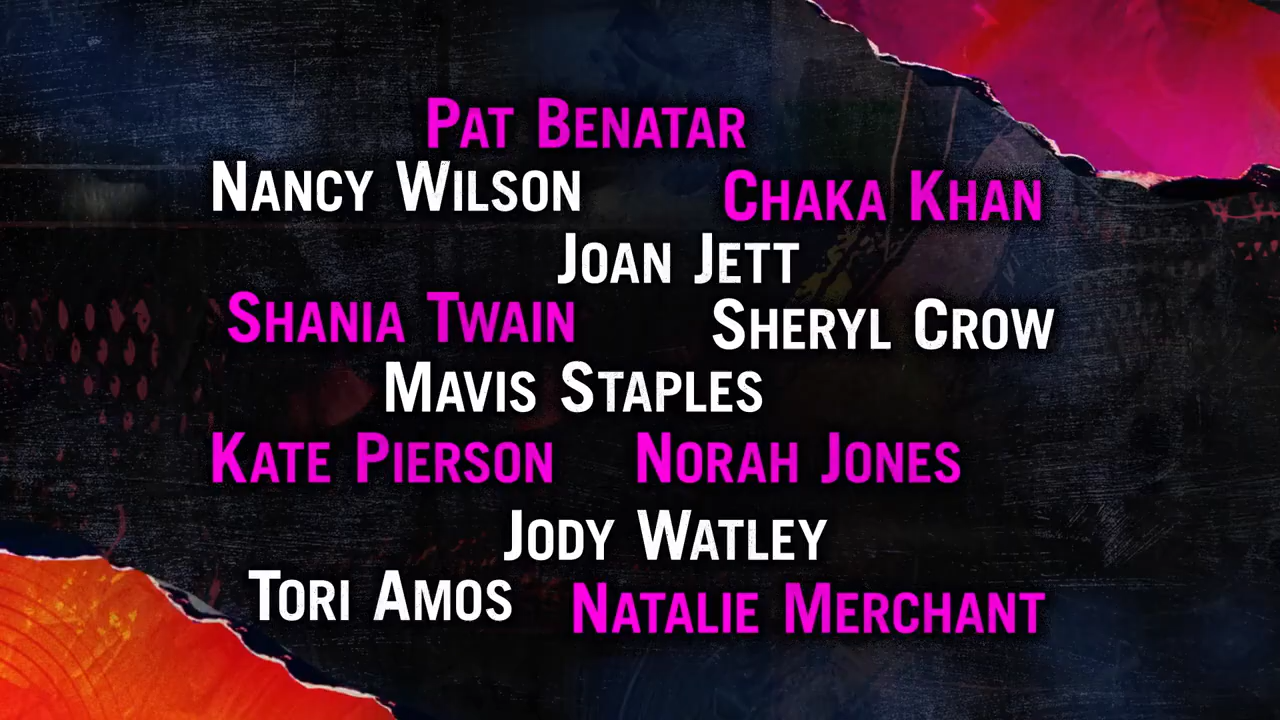 PAT BENATAR
NANCY WILSON
CHAKA KHAN
JOAN JETT
SHANIA TWAIN
SHERYL CROW
MAVIS STAPLES
KATE PIERSON
NORAH JONES
JODY WATLEY
TORI AMOS
NATALIE MERCHANT